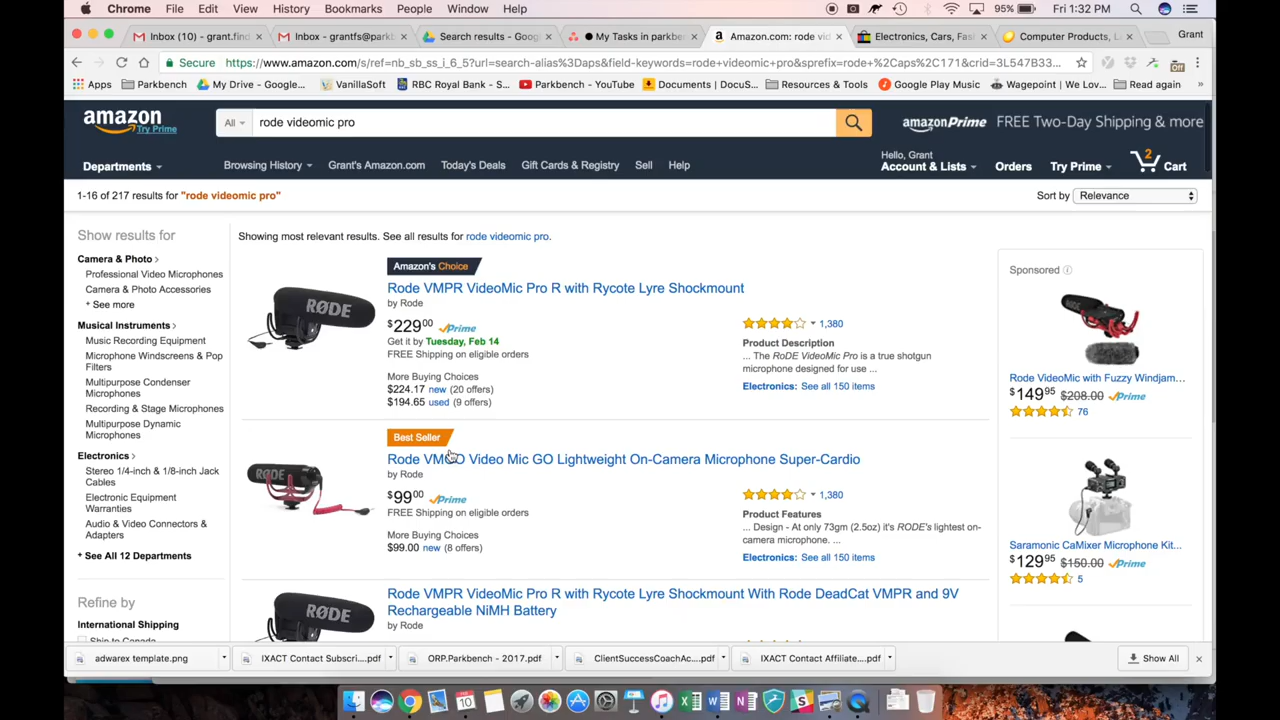 Chrome File Edit View History Bookmarks People Window Help 95% Fri 1:32 PM
Inbox (10) - grant.find Inbox - grantfs@parkb Search results - Goog My Tasks in parkben Amazon.com: rode vid Electronics, Cars, Fas Computer Products, L Grant
Secure https://www.amazon.com/s/ref=nb_sb_ss_i_6_5?url=search-alias%3Daps&field-keywords=rode+videomic+pro&sprefix=rode+%2Caps%2C171&crid=3L547B33...
Apps Parkbench My Drive - Google... VanillaSoft RBC Royal Bank - S... Parkbench - YouTube Documents | DocuS... Resources & Tools Google Play Music Wagepoint | We Lov... Read again »
amazon
Try Prime
All rode videomic pro
amazonPrime FREE Two-Day Shipping & more
Departments Browsing History Grant's Amazon.com Today's Deals Gift Cards & Registry Sell Help
Hello, Grant
Account & Lists Orders Try Prime 2 Cart
1-16 of 217 results for "rode videomic pro"
Sort by Relevance
Show results for
Camera & Photo
Professional Video Microphones
Camera & Photo Accessories
+ See more
Musical Instruments
Music Recording Equipment
Microphone Windscreens & Pop
Filters
Multipurpose Condenser
Microphones
Recording & Stage Microphones
Multipurpose Dynamic
Microphones
Electronics
Stereo 1/4-inch & 1/8-inch Jack
Cables
Electronic Equipment
Warranties
Audio & Video Connectors &
Adapters
+ See All 12 Departments
Refine by
International Shipping
Ship to Canada
Showing most relevant results. See all results for rode videomic pro.
Amazon's Choice
RØDE
Rode VMPR VideoMic Pro R with Rycote Lyre Shockmount
by Rode
$229 00 Prime
Get it by Tuesday, Feb 14
FREE Shipping on eligible orders
More Buying Choices
$224.17 new (20 offers)
$194.65 used (9 offers)
1,380
Product Description
... The RoDE VideoMic Pro is a true shotgun
microphone designed for use ...
Electronics: See all 150 items
Best Seller
RØDE
Rode VMGO Video Mic GO Lightweight On-Camera Microphone Super-Cardio
by Rode
$99 00 Prime
FREE Shipping on eligible orders
More Buying Choices
$99.00 new (8 offers)
1,380
Product Features
... Design - At only 73gm (2.5oz) it's RODE's lightest on-
camera microphone. ...
Electronics: See all 150 items
RØDE
Rode VMPR VideoMic Pro R with Rycote Lyre Shockmount With Rode DeadCat VMPR and 9V
Rechargeable NiMH Battery
by Rode
Sponsored
Rode VideoMic with Fuzzy Windjam...
$149 95 $208.00 Prime
76
Saramonic CaMixer Microphone Kit...
$129 95 $150.00 Prime
5
adwarex template.png IXACT Contact Subscri....pdf ORP.Parkbench - 2017.pdf ClientSuccessCoachAc....pdf IXACT Contact Affiliate....pdf Show All